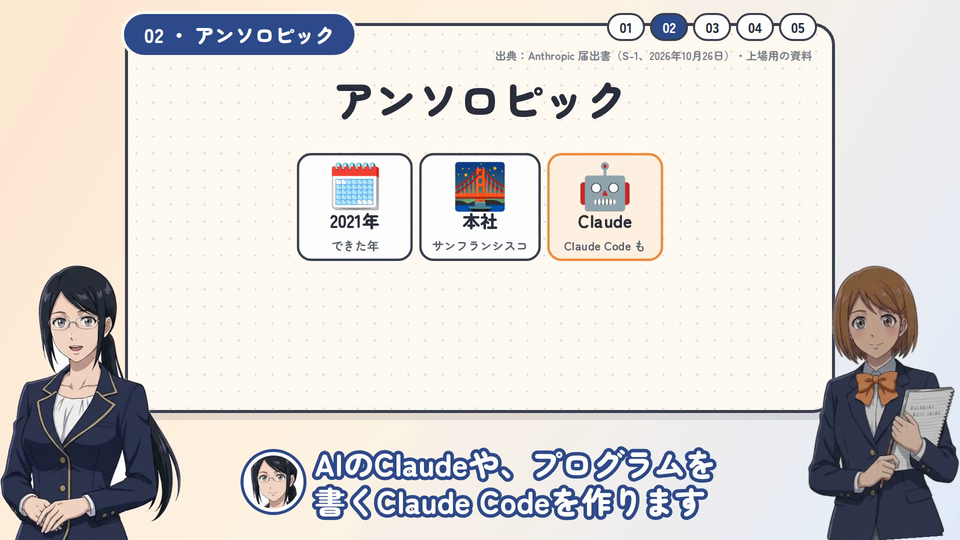 02 ・ アンソロピック
01 02 03 04 05
出典：Anthropic 届出書（S-1、2026年10月26日）・上場用の資料
アンソロピック
2021年
できた年
本社
サンフランシスコ
Claude
Claude Code も
AIのClaudeや、プログラムを
書くClaude Codeを作ります